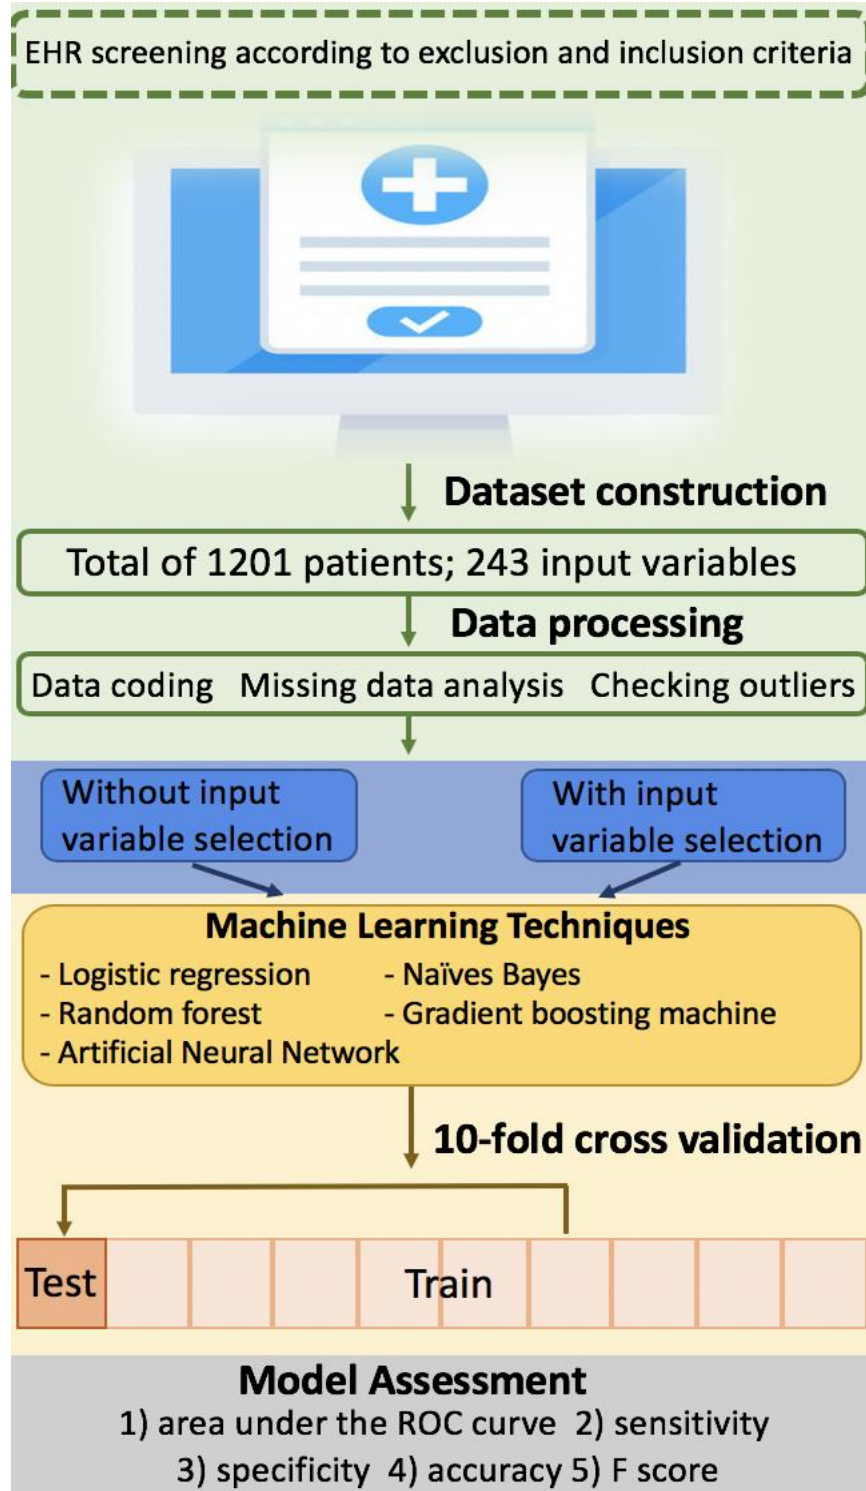 EHR screening according to exclusion and inclusion criteria
Dataset construction
Total of 1201 patients; 243 input variables
Data processing
Data coding Missing data analysis Checking outliers
Without input
variable selection
With input
variable selection
Machine Learning Techniques
- Logistic regression
- Naïves Bayes
- Random forest
- Gradient boosting machine
- Artificial Neural Network
10-fold cross validation
Test
Train
Model Assessment
1) area under the ROC curve 2) sensitivity
3) specificity 4) accuracy 5) F score